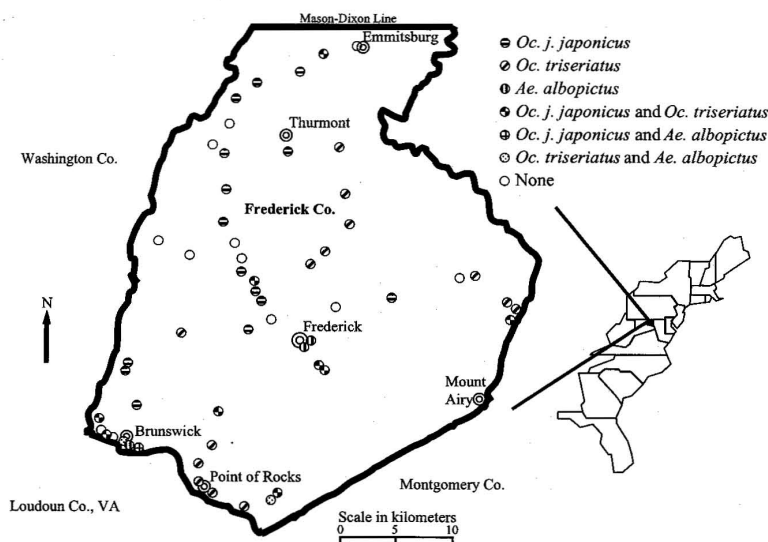 Mason-Dixon Line
Emmitsburg
Oc. j. japonicus
Oc. triseriatus
Ae. albopictus
Oc. j. japonicus and Oc. triseriatus
Oc. j. japonicus and Ae. albopictus
Oc. triseriatus and Ae. albopictus
None
Thurmont
Washington Co.
Frederick Co.
N
Frederick
Mount
Airy
Brunswick
Point of Rocks
Montgomery Co.
Loudoun Co., VA
Scale in kilometers
0 5 10